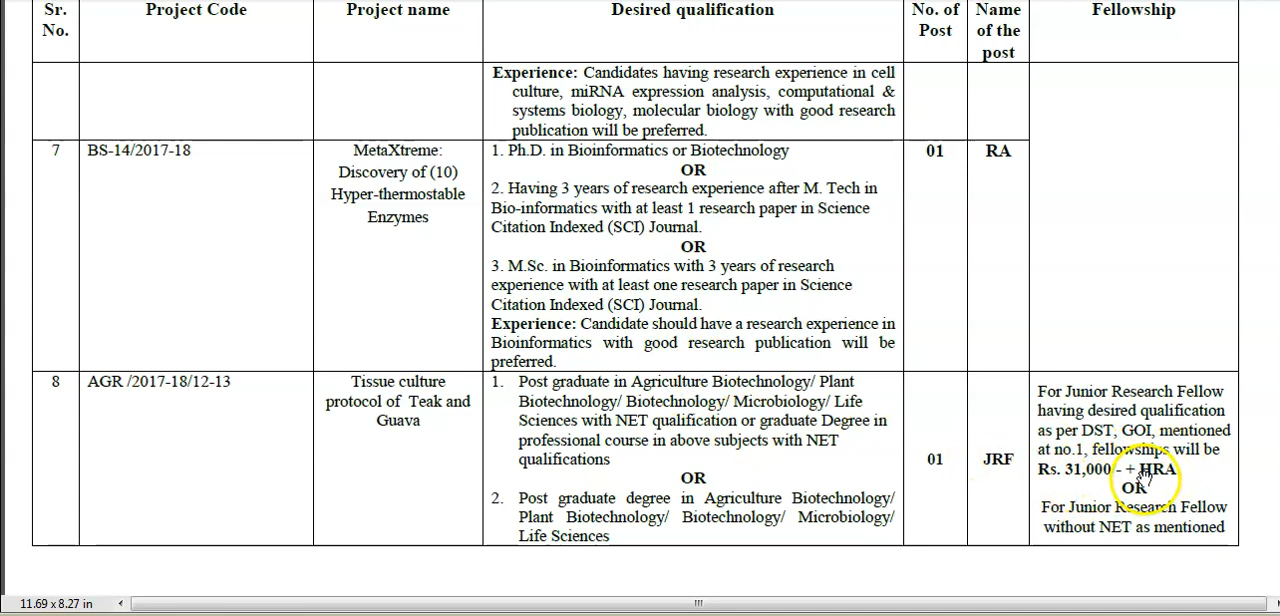 Sr. No. Project Code Project name Desired qualification No. of Post Name of the post Fellowship
Experience: Candidates having research experience in cell
culture, miRNA expression analysis, computational &
systems biology, molecular biology with good research
publication will be preferred.
7 BS-14/2017-18
MetaXtreme:
Discovery of (10)
Hyper-thermostable
Enzymes
1. Ph.D. in Bioinformatics or Biotechnology
OR
2. Having 3 years of research experience after M. Tech in
Bio-informatics with at least 1 research paper in Science
Citation Indexed (SCI) Journal.
OR
3. M.Sc. in Bioinformatics with 3 years of research
experience with at least one research paper in Science
Citation Indexed (SCI) Journal.
Experience: Candidate should have a research experience in
Bioinformatics with good research publication will be
preferred.
01 RA
8 AGR /2017-18/12-13
Tissue culture
protocol of Teak and
Guava
1. Post graduate in Agriculture Biotechnology/ Plant
Biotechnology/ Biotechnology/ Microbiology/ Life
Sciences with NET qualification or graduate Degree in
professional course in above subjects with NET
qualifications
OR
2. Post graduate degree in Agriculture Biotechnology/
Plant Biotechnology/ Biotechnology/ Microbiology/
Life Sciences
01 JRF
For Junior Research Fellow
having desired qualification
as per DST, GOI, mentioned
at no.1, fellowships will be
Rs. 31,000/- + HRA
OR
For Junior Research Fellow
without NET as mentioned
11.69 x 8.27 in